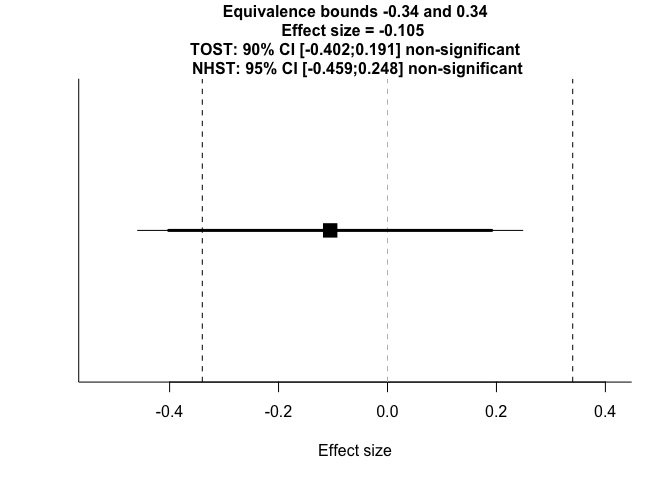 Equivalence bounds -0.34 and 0.34
Effect size = -0.105
TOST: 90% CI [-0.402;0.191] non-significant
NHST: 95% CI [-0.459;0.248] non-significant
-0.4 -0.2 0.0 0.2 0.4
Effect size